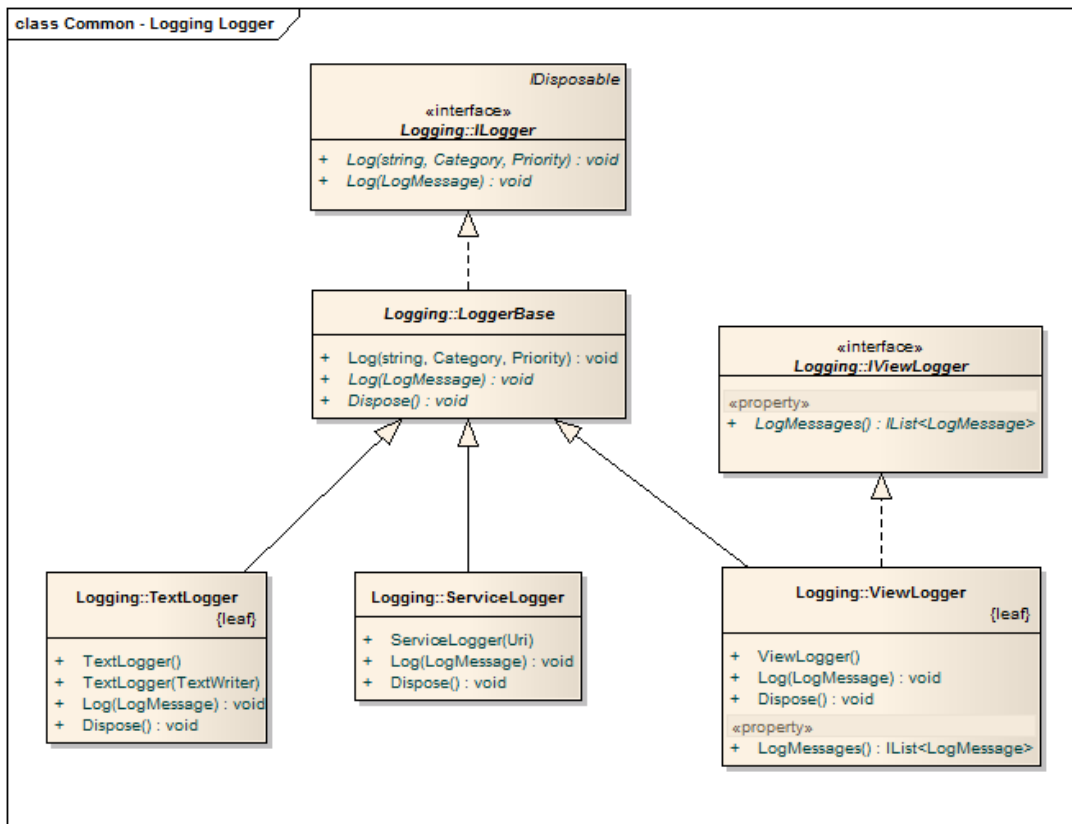 class Common - Logging Logger
IDisposable
«interface»
Logging::ILogger
+ Log(string, Category, Priority) : void
+ Log(LogMessage) : void
Logging::LoggerBase
+ Log(string, Category, Priority) : void
+ Log(LogMessage) : void
+ Dispose() : void
«interface»
Logging::IViewLogger
«property»
+ LogMessages() : IList<LogMessage>
Logging::TextLogger
{leaf}
+ TextLogger()
+ TextLogger(TextWriter)
+ Log(LogMessage) : void
+ Dispose() : void
Logging::ServiceLogger
+ ServiceLogger(Uri)
+ Log(LogMessage) : void
+ Dispose() : void
Logging::ViewLogger
{leaf}
+ ViewLogger()
+ Log(LogMessage) : void
+ Dispose() : void
«property»
+ LogMessages() : IList<LogMessage>